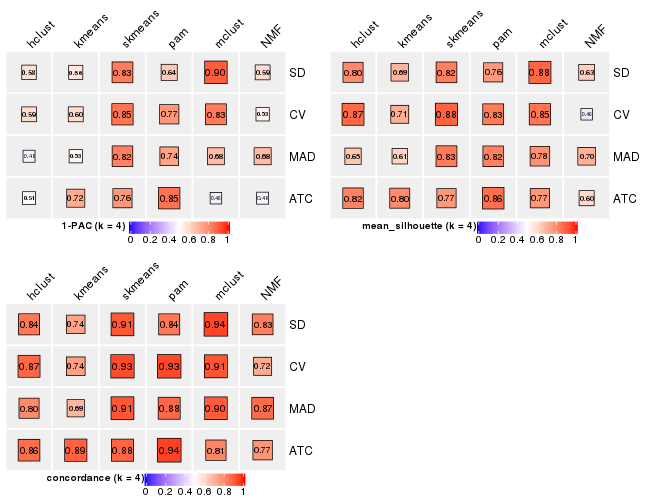 hclust kmeans skmeans pam mclust NMF
0.58 0.56 0.83 0.64 0.90 0.59 SD
0.59 0.60 0.85 0.77 0.83 0.53 CV
0.41 0.53 0.82 0.74 0.68 0.68 MAD
0.51 0.72 0.76 0.85 0.46 0.41 ATC
1-PAC (k = 4)
0 0.2 0.4 0.6 0.8 1
hclust kmeans skmeans pam mclust NMF
0.80 0.69 0.82 0.76 0.88 0.63 SD
0.87 0.71 0.88 0.83 0.85 CV
0.65 0.61 0.83 0.82 0.78 0.70 MAD
0.82 0.80 0.77 0.86 0.77 0.60 ATC
mean_silhouette (k = 4)
0 0.2 0.4 0.6 0.8 1
hclust kmeans skmeans pam mclust NMF
0.84 0.74 0.91 0.84 0.94 0.83 SD
0.87 0.74 0.93 0.93 0.91 0.72 CV
0.80 0.69 0.91 0.88 0.90 0.87 MAD
0.86 0.89 0.88 0.94 0.81 0.77 ATC
concordance (k = 4)
0 0.2 0.4 0.6 0.8 1